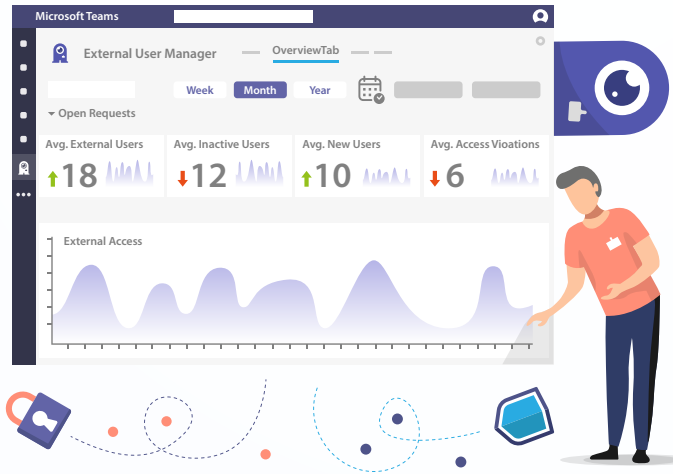 Microsoft Teams
External User Manager
OverviewTab
Week
Month
Year
Open Requests
Avg. External Users
Avg. Inactive Users
Avg. New Users
Avg. Access Vioations
18
12
10
6
External Access